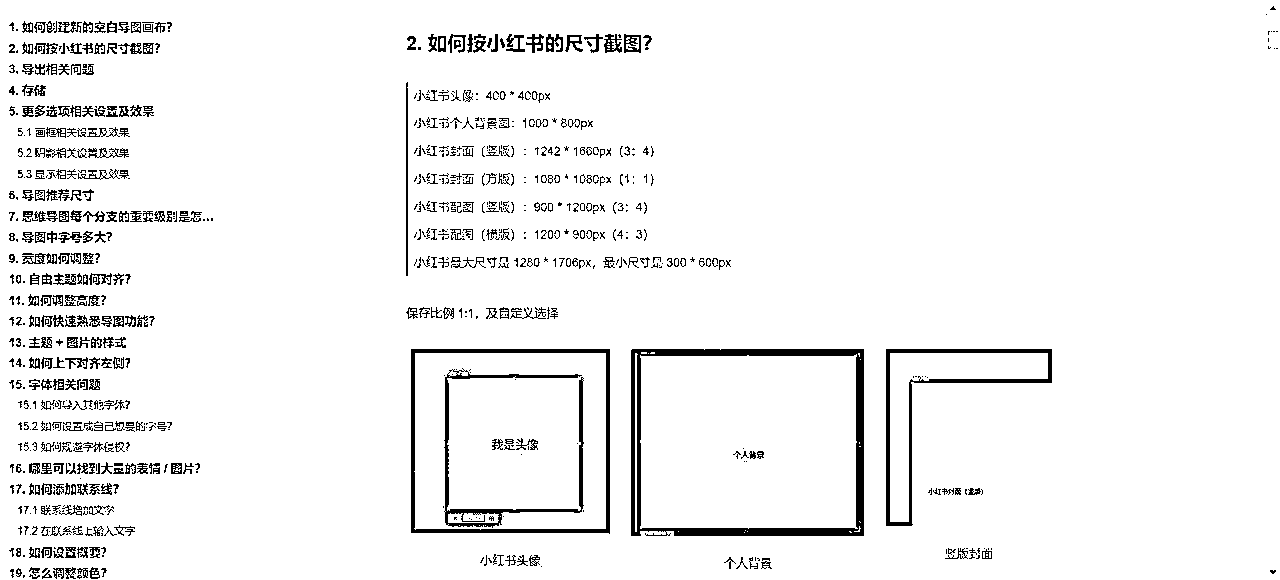 1. 如何创建新的空白导图画布?
2. 如何按小红书的尺寸截图?
3. 导出相关问题
4. 存储
5. 更多选项相关设置及效果
5.1 画框相关设置及效果
5.2 阴影相关设置及效果
5.3 显示相关设置及效果
6. 导图推荐尺寸
7. 思维导图每个分支的重要级别是怎...
8. 导图中字号多大?
9. 宽度如何调整?
10. 自由主题如何对齐?
11. 如何调整高度?
12. 如何快速熟悉导图功能?
13. 主题 + 图片的样式
14. 如何上下对齐左侧?
15. 字体相关问题
15.1 如何导入其他字体?
15.2 如何设置成自己想要的字号?
15.3 如何规避字体侵权?
16. 哪里可以找到大量的表情 / 图片?
17. 如何添加联系线?
17.1 联系线增加文字
17.2 在联系线上输入文字
18. 如何设置概要?
19. 怎么调整颜色?
2. 如何按小红书的尺寸截图?
小红书头像：400 * 400px
小红书个人背景图：1000 * 800px
小红书封面（竖版）：1242 * 1660px（3：4）
小红书封面（方版）：1080 * 1080px（1：1）
小红书配图（竖版）：900 * 1200px（3：4）
小红书配图（横版）：1200 * 900px（4：3）
小红书最大尺寸是 1280 * 1706px，最小尺寸是 300 * 600px
保存比例 1:1，及自定义选择
我是头像
个人背景
小红书封面（竖版）
小红书头像
个人背景
竖版封面